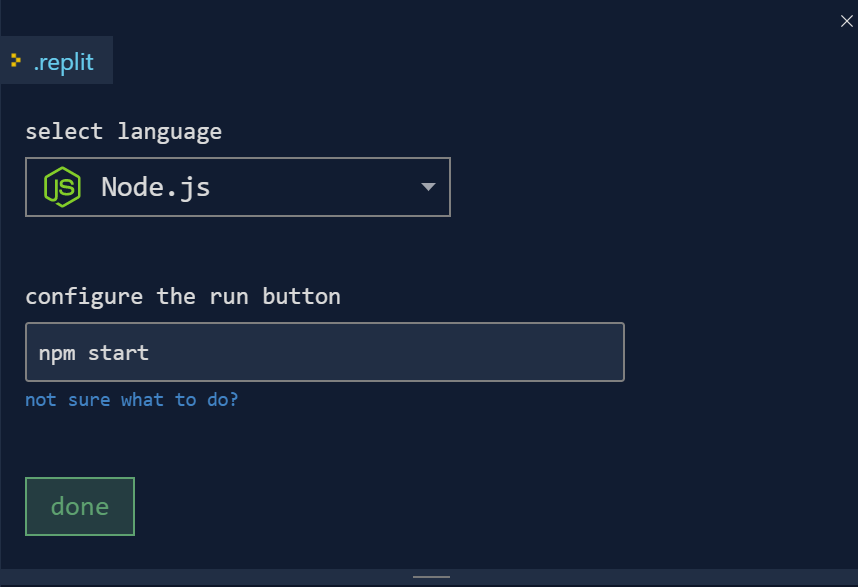 .replit
select language
JS Node.js
configure the run button
npm start
not sure what to do?
done